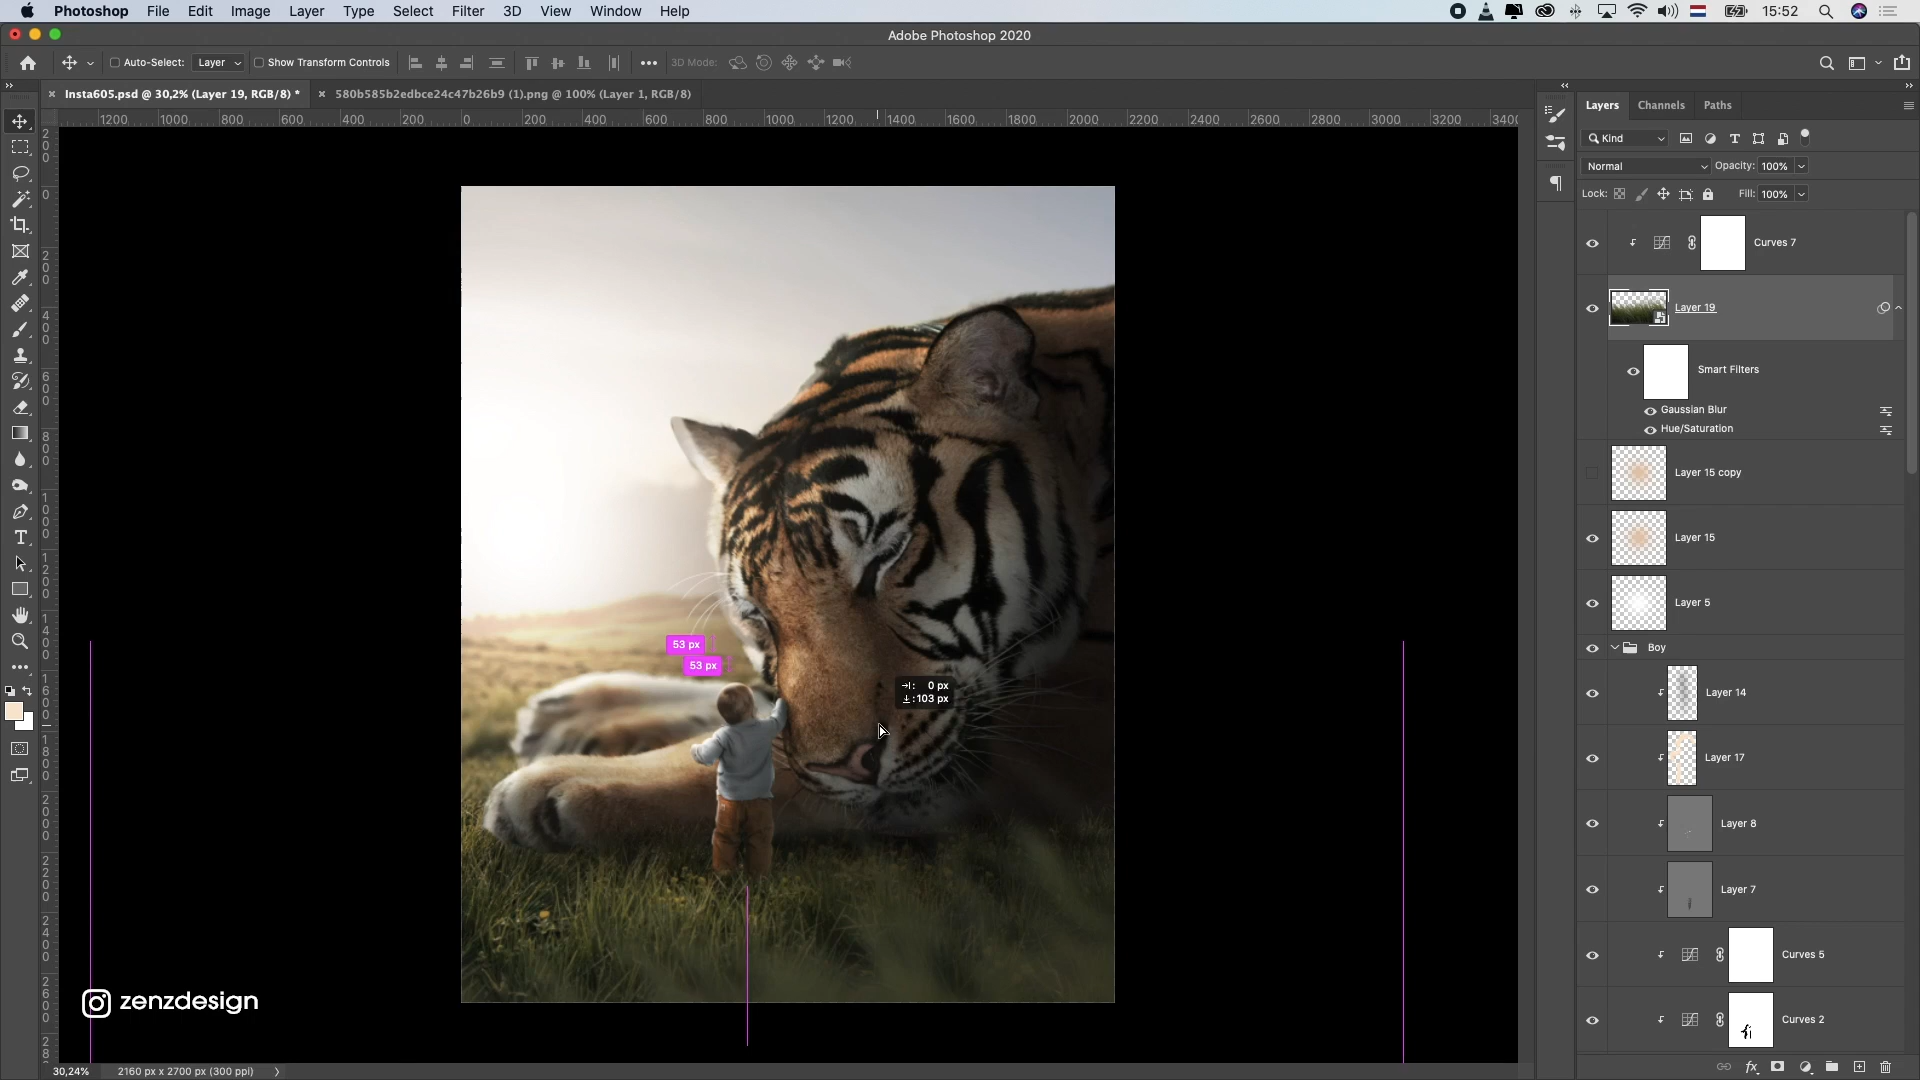 Photoshop File Edit Image Layer Type Select Filter 3D View Window Help 15:52
Adobe Photoshop 2020
Auto-Select: Layer Show Transform Controls 3D Mode:
Insta605.psd @ 30,2% (Layer 19, RGB/8) * 580b585b2edbce24c47b26b9 (1).png @ 100% (Layer 1, RGB/8)
1200 1000 800 600 400 200 0 200 400 600 800 1000 1200 1400 1600 1800 2000 2200 2400 2600 2800 3000 3200 3400
Layers Channels Paths
Kind
Normal Opacity: 100%
Lock: Fill: 100%
Curves 7
Layer 19
Smart Filters
Gaussian Blur
Hue/Saturation
Layer 15 copy
Layer 15
Layer 5
Boy
Layer 14
Layer 17
Layer 8
Layer 7
Curves 5
Curves 2
53 px
53 px
0 px
: 103 px
zenzdesign
30,24% 2160 px x 2700 px (300 ppi)